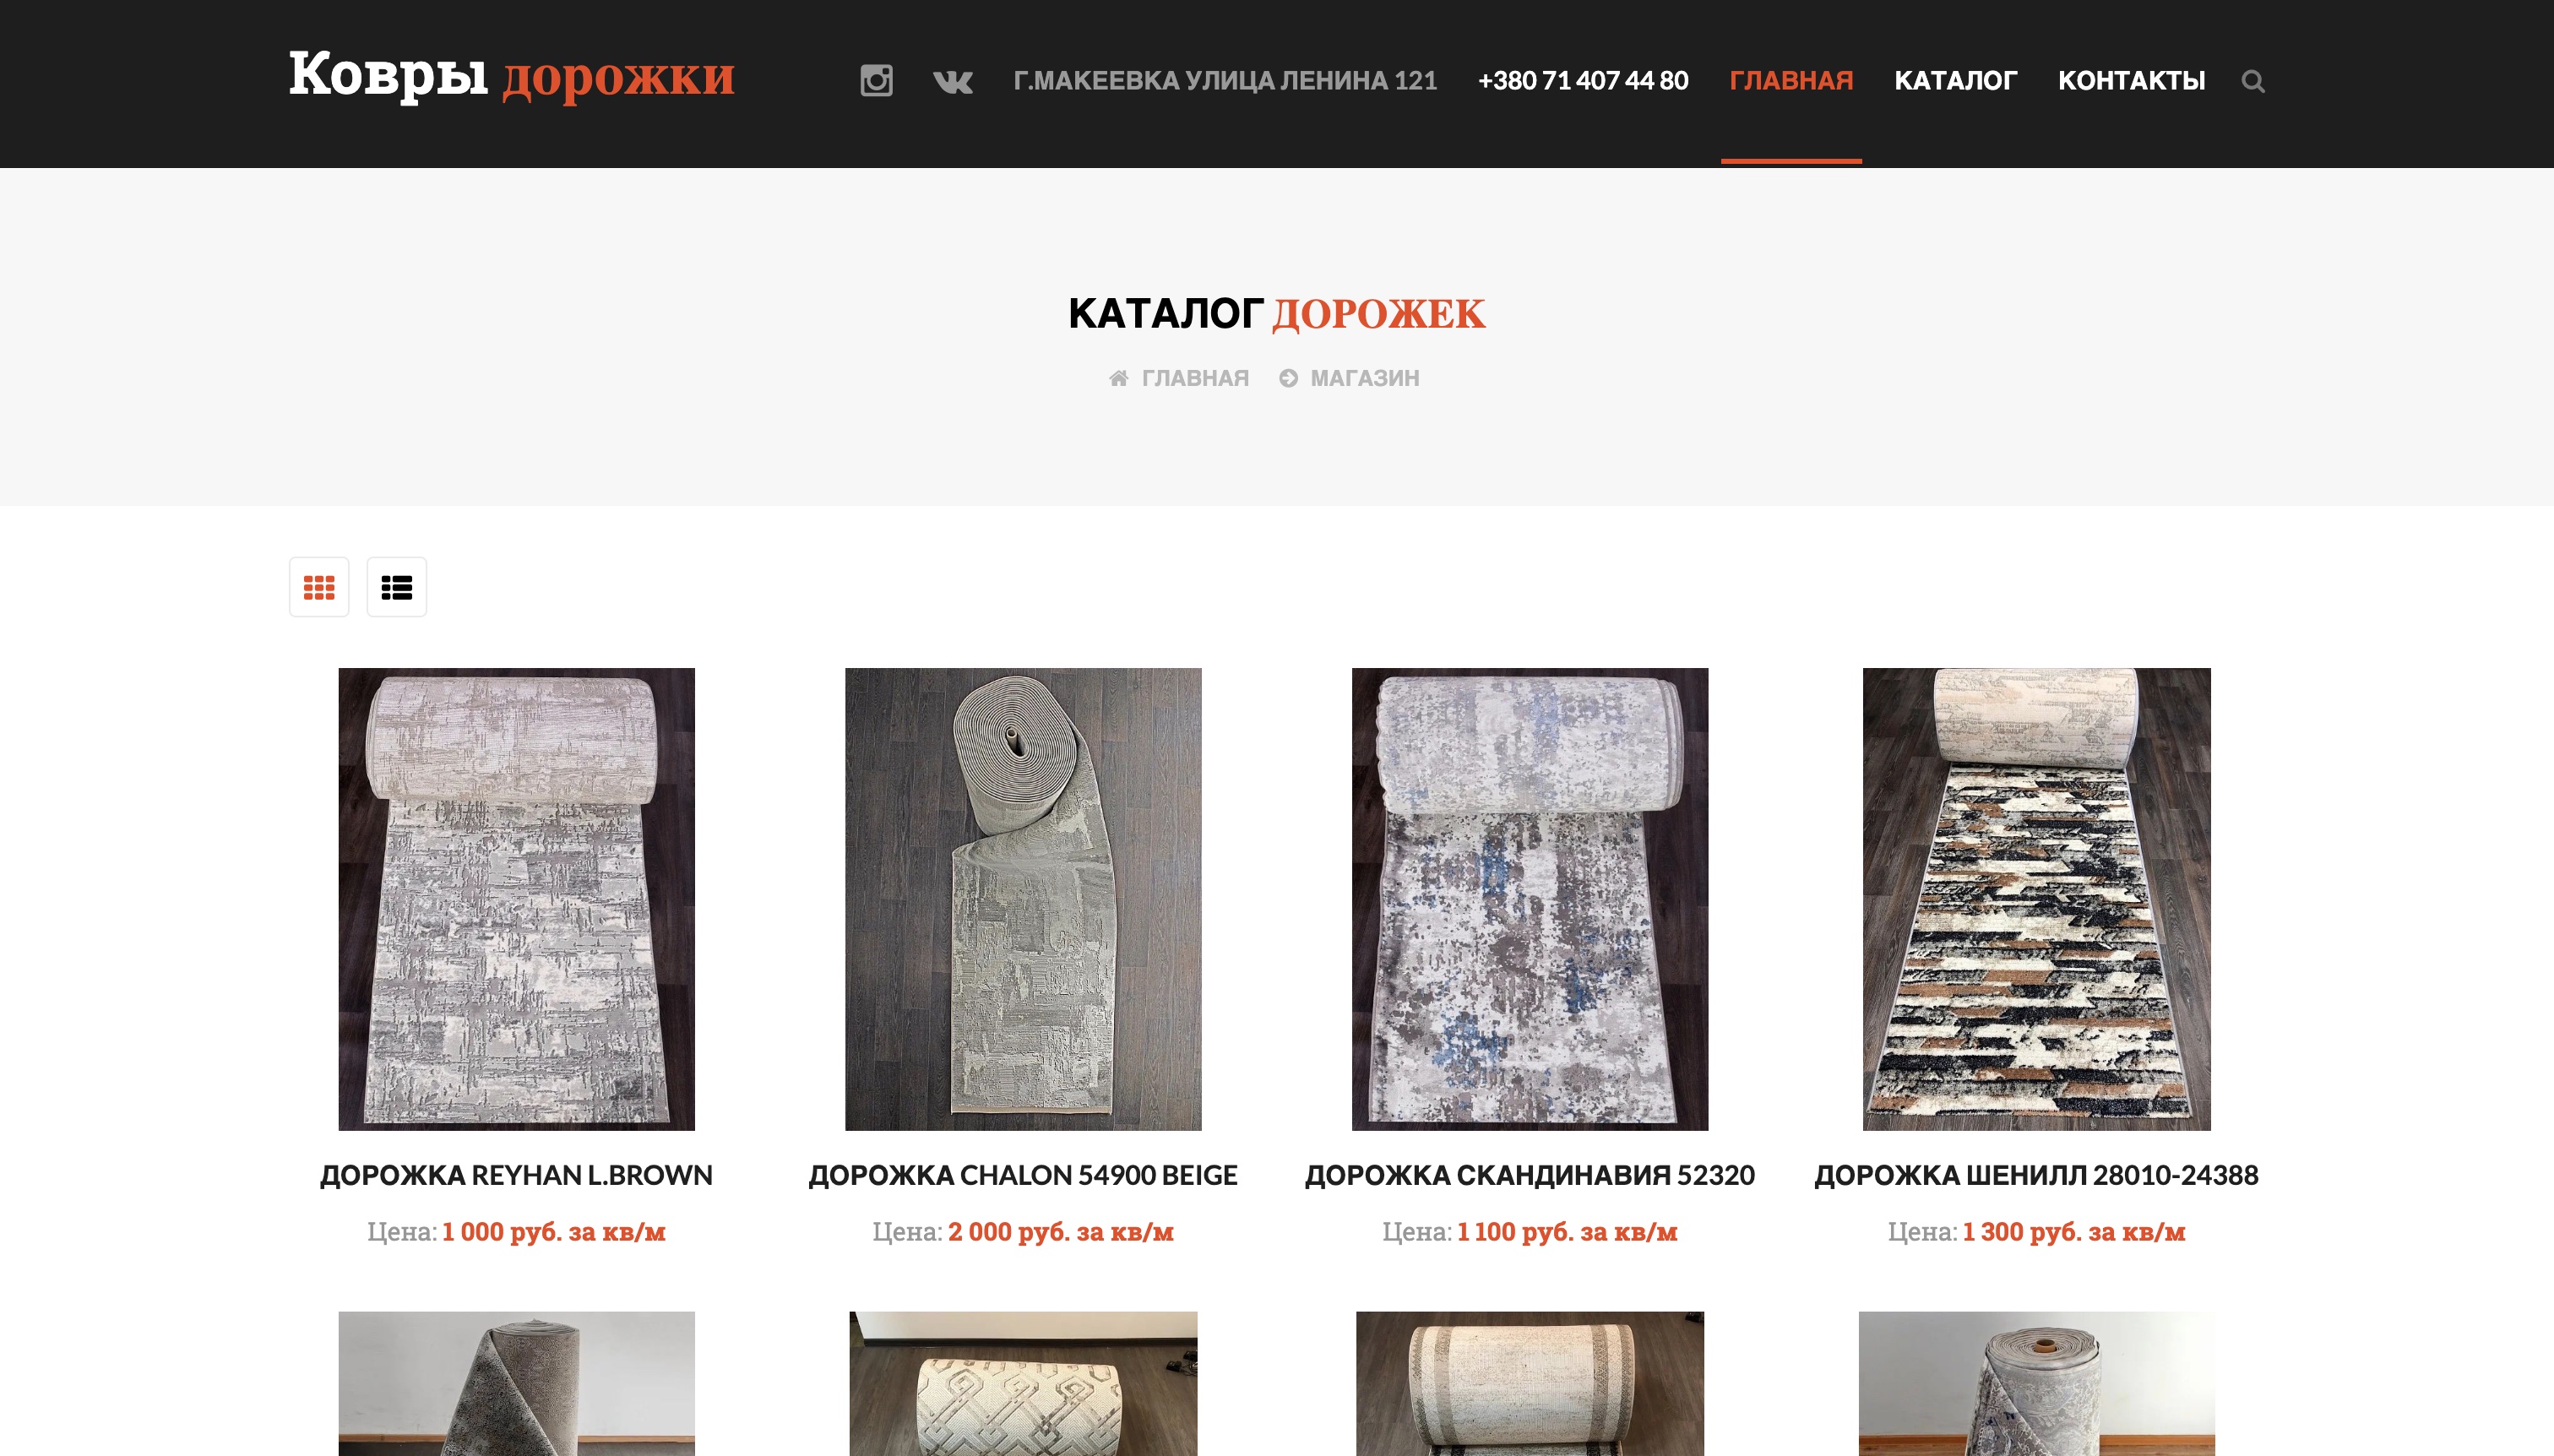 Ковры дорожки
Г.МАКЕЕВКА УЛИЦА ЛЕНИНА 121
+380 71 407 44 80
ГЛАВНАЯ
КАТАЛОГ
КОНТАКТЫ
КАТАЛОГ ДОРОЖЕК
ГЛАВНАЯ
МАГАЗИН
ДОРОЖКА REYHAN L.BROWN
Цена: 1 000 руб. за кв/м
ДОРОЖКА CHALON 54900 BEIGE
Цена: 2 000 руб. за кв/м
ДОРОЖКА СКАНДИНАВИЯ 52320
Цена: 1 100 руб. за кв/м
ДОРОЖКА ШЕНИЛЛ 28010-24388
Цена: 1 300 руб. за кв/м